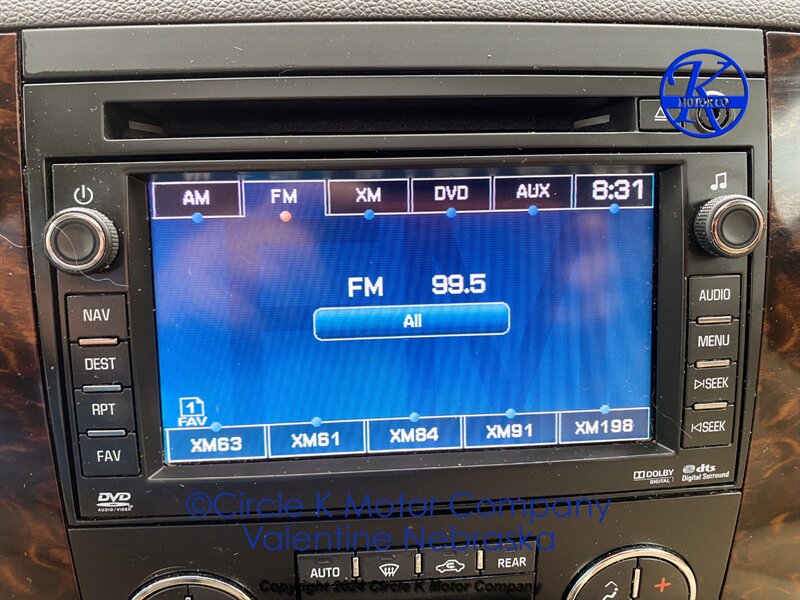 K
MOTOR CO
AM FM XM DVD AUX 8:31
FM 99.5
All
1
FAV
XM63 XM61 XM84 XM91 XM198
NAV
DEST
RPT
FAV
AUDIO
MENU
SEEK
SEEK
DVD
AUDIO/VIDEO
DOLBY
DIGITAL
dts
Digital Surround
©Circle K Motor Company
Valentine Nebraska
AUTO REAR
Copyright 2024 Circle K Motor Company